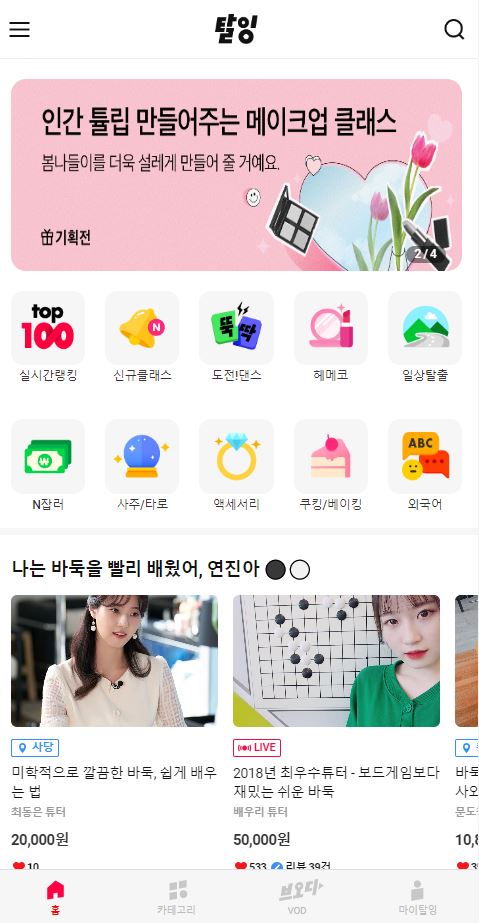 탈잉
인간 튤립 만들어주는 메이크업 클래스
봄나들이를 더욱 설레게 만들어 줄 거예요.
기획전
2/4
top
100
N
뚝
딱
실시간랭킹
신규클래스
도전!댄스
헤메코
일상탈출
ABC
N잡러
사주/타로
액세서리
쿠킹/베이킹
외국어
나는 바둑을 빨리 배웠어, 연진아
사당
LIVE
미학적으로 깔끔한 바둑, 쉽게 배우
는 법
최동은 튜터
20,000원
10
2018년 최우수튜터 - 보드게임보다
재밌는 쉬운 바둑
배우리 튜터
50,000원
533 리뷰 39건
바둑
문도
10,8
홈
카테고리
브오디
VOD
마이탈잉